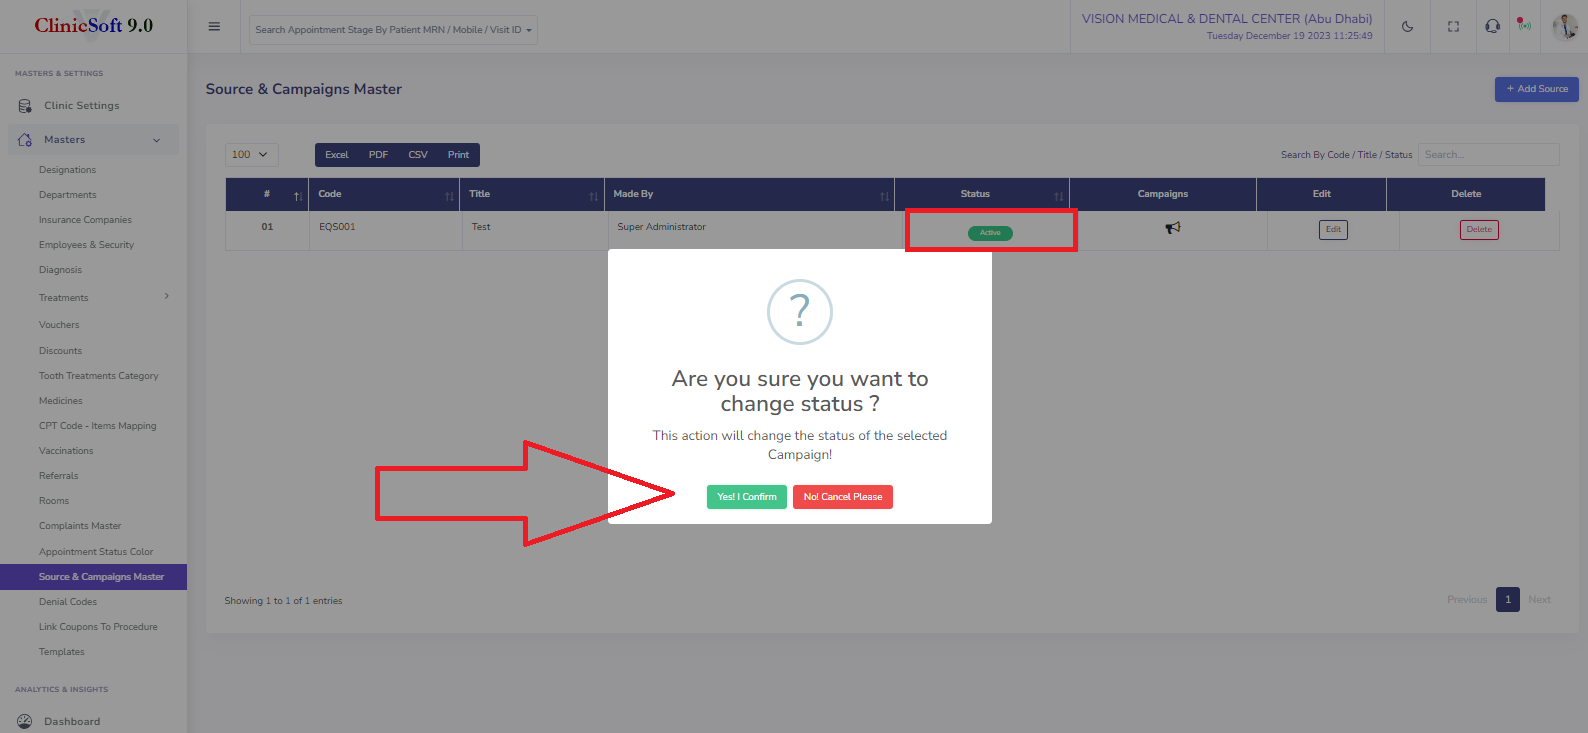 ClinicSoft 9.0
Search Appointment Stage By Patient MRN / Mobile / Visit ID
VISION MEDICAL & DENTAL CENTER (Abu Dhabi)
Tuesday December 19 2023 11:25:49
MASTERS & SETTINGS
Clinic Settings
Masters
Designations
Departments
Insurance Companies
Employees & Security
Diagnosis
Treatments
Vouchers
Discounts
Tooth Treatments Category
Medicines
CPT Code - Items Mapping
Vaccinations
Referrals
Rooms
Complaints Master
Appointment Status Color
Source & Campaigns Master
Denial Codes
Link Coupons To Procedure
Templates
ANALYTICS & INSIGHTS
Dashboard
Source & Campaigns Master
+ Add Source
100
Excel PDF CSV Print
Search By Code / Title / Status Search...
# Code Title Made By Status Campaigns Edit Delete
01 EQS001 Test Super Administrator Active Edit Delete
?
Are you sure you want to
change status ?
This action will change the status of the selected
Campaign!
Yes! I Confirm No! Cancel Please
Showing 1 to 1 of 1 entries
Previous 1 Next